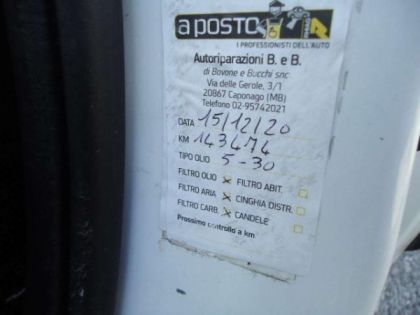 a posto
I PROFESSIONISTI DELL'AUTO
Autoriparazioni B. e B.
di Bovone e Bucchi snc
Via delle Gerole, 3/1
20867 Caponago (MB)
Telefono 02-95742021
DATA 15/12/20
KM 143474
TIPO OLIO 5-30
FILTRO OLIO x FILTRO ABIT.
FILTRO ARIA x CINGHIA DISTR.
FILTRO CARB. x CANDELE
Prossimo controllo a km